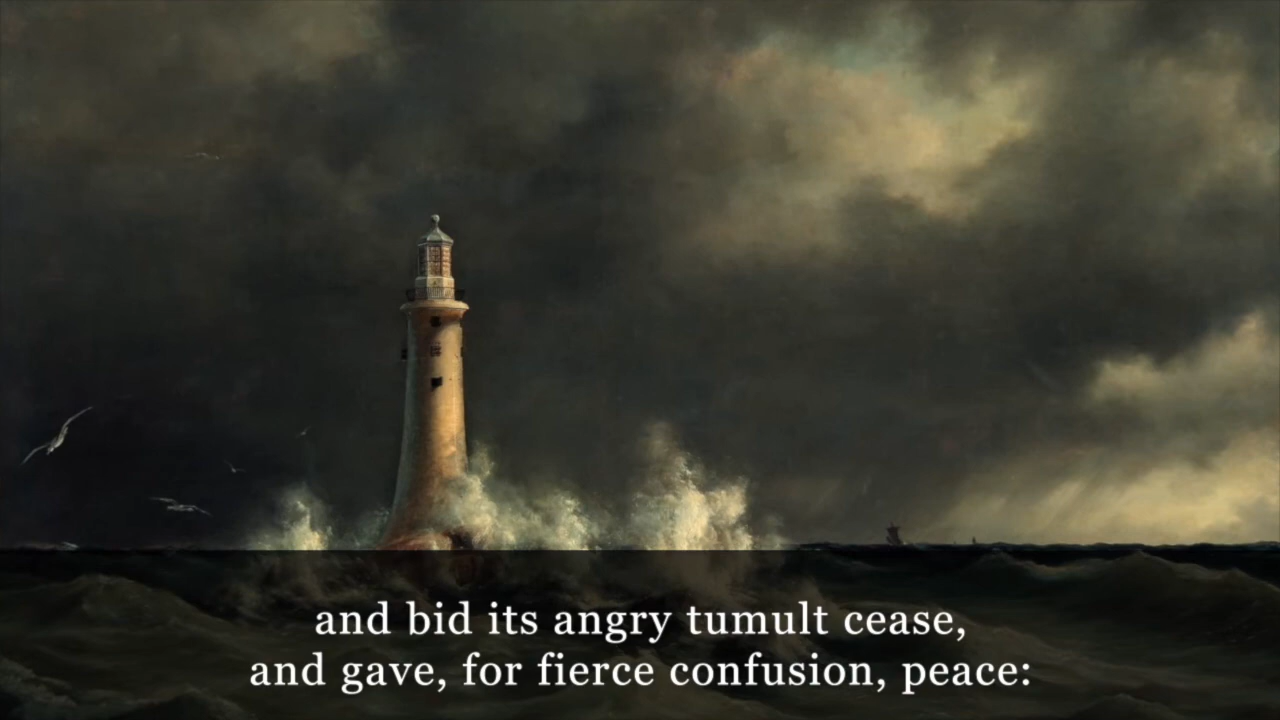 and bid its angry tumult cease,
and gave, for fierce confusion, peace: